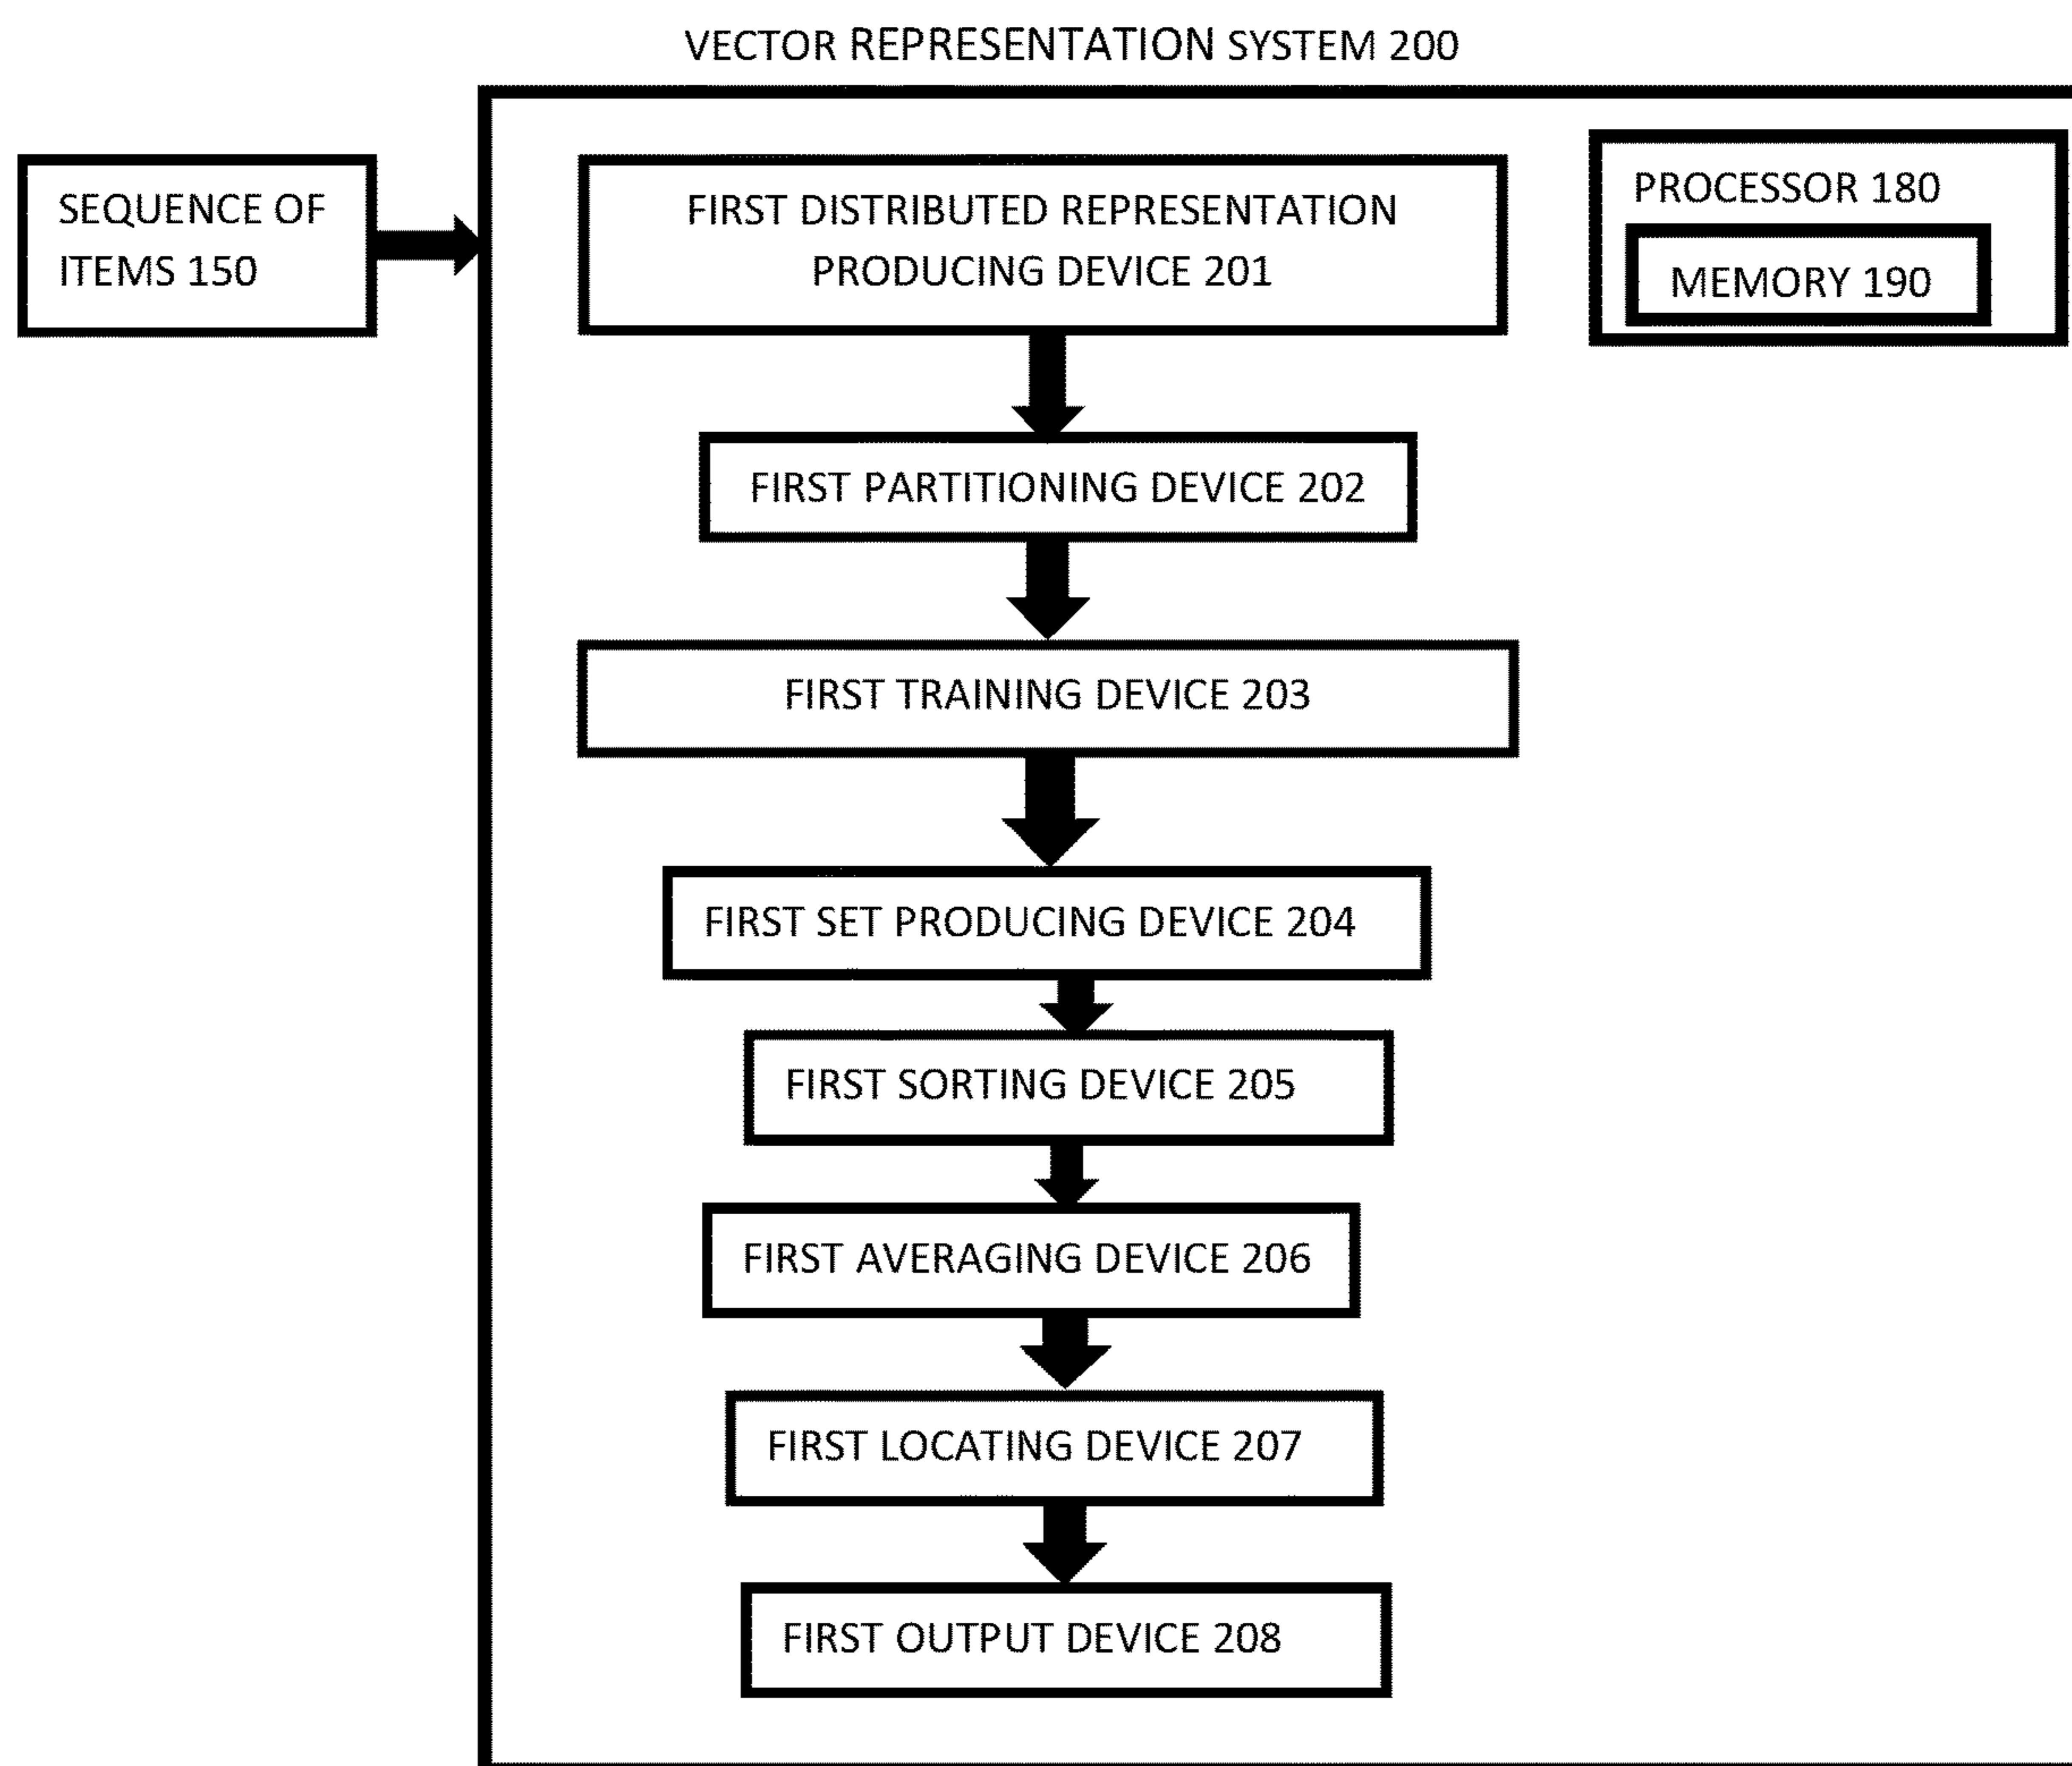 VECTOR REPRESENTATION SYSTEM 200
SEQUENCE OF
ITEMS 150
FIRST DISTRIBUTED REPRESENTATION
PRODUCING DEVICE 201
PROCESSOR 180
MEMORY 190
FIRST PARTITIONING DEVICE 202
FIRST TRAINING DEVICE 203
FIRST SET PRODUCING DEVICE 204
FIRST SORTING DEVICE 205
FIRST AVERAGING DEVICE 206
FIRST LOCATING DEVICE 207
FIRST OUTPUT DEVICE 208